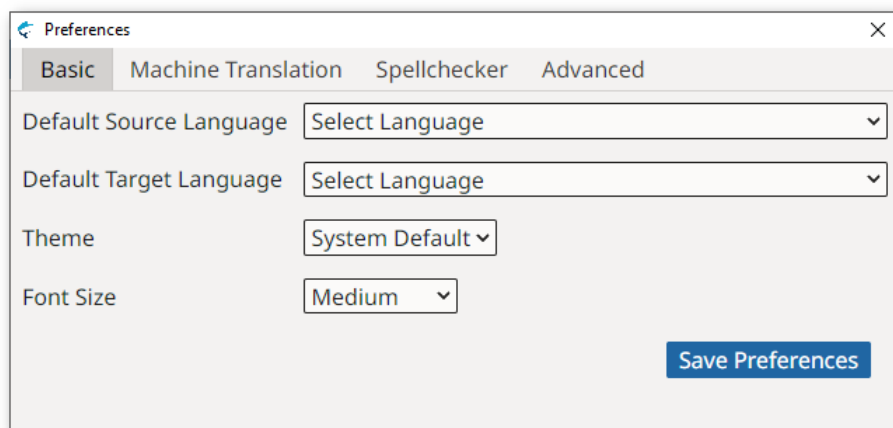 Preferences
Basic Machine Translation Spellchecker Advanced
Default Source Language Select Language
Default Target Language Select Language
Theme System Default
Font Size Medium
Save Preferences